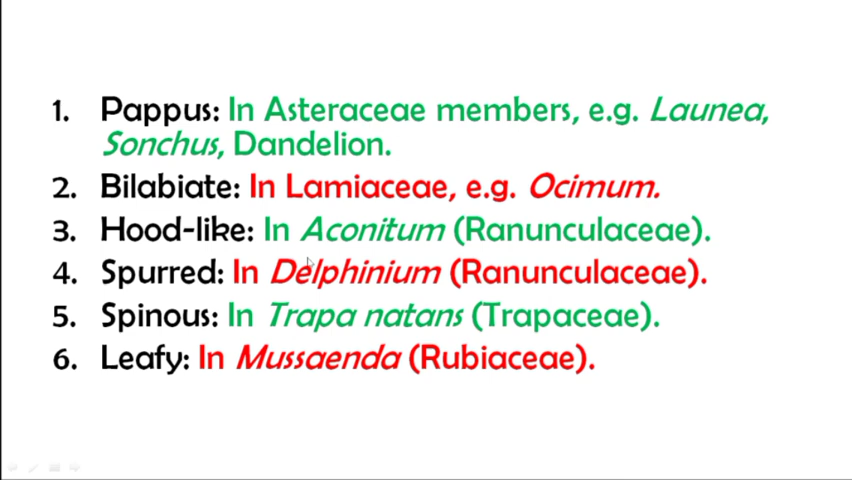 1. Pappus: In Asteraceae members, e.g. Launea,
Sonchus, Dandelion.
2. Bilabiate: In Lamiaceae, e.g. Ocimum.
3. Hood-like: In Aconitum (Ranunculaceae).
4. Spurred: In Delphinium (Ranunculaceae).
5. Spinous: In Trapa natans (Trapaceae).
6. Leafy: In Mussaenda (Rubiaceae).